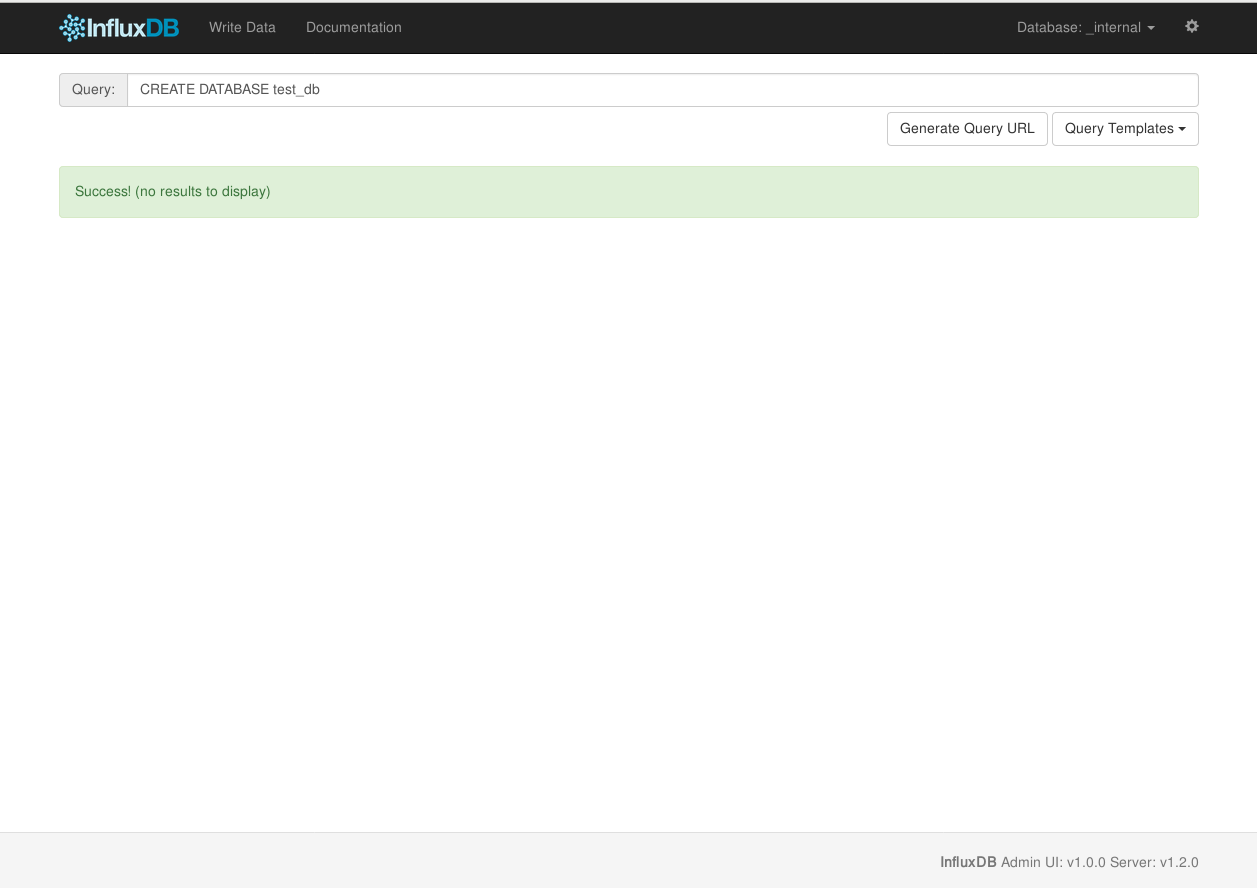 InfluxDB Write Data Documentation Database: _internal
Query: CREATE DATABASE test_db
Generate Query URL Query Templates
Success! (no results to display)
InfluxDB Admin UI: v1.0.0 Server: v1.2.0